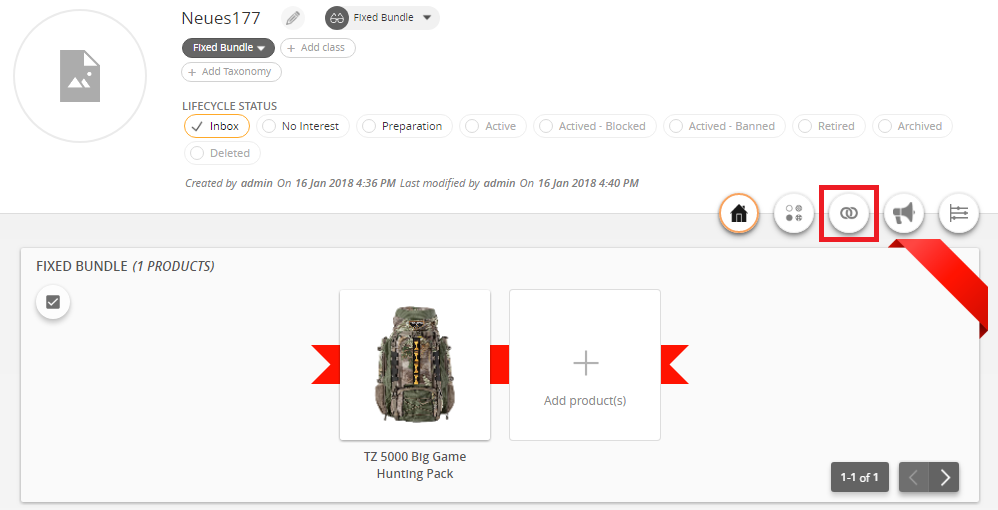 Neues177
Fixed Bundle
Fixed Bundle
+ Add class
+ Add Taxonomy
LIFECYCLE STATUS
Inbox
No Interest
Preparation
Active
Actived - Blocked
Actived - Banned
Retired
Archived
Deleted
Created by admin On 16 Jan 2018 4:36 PM Last modified by admin On 16 Jan 2018 4:40 PM
FIXED BUNDLE (1 PRODUCTS)
Add product(s)
TZ 5000 Big Game
Hunting Pack
1-1 of 1